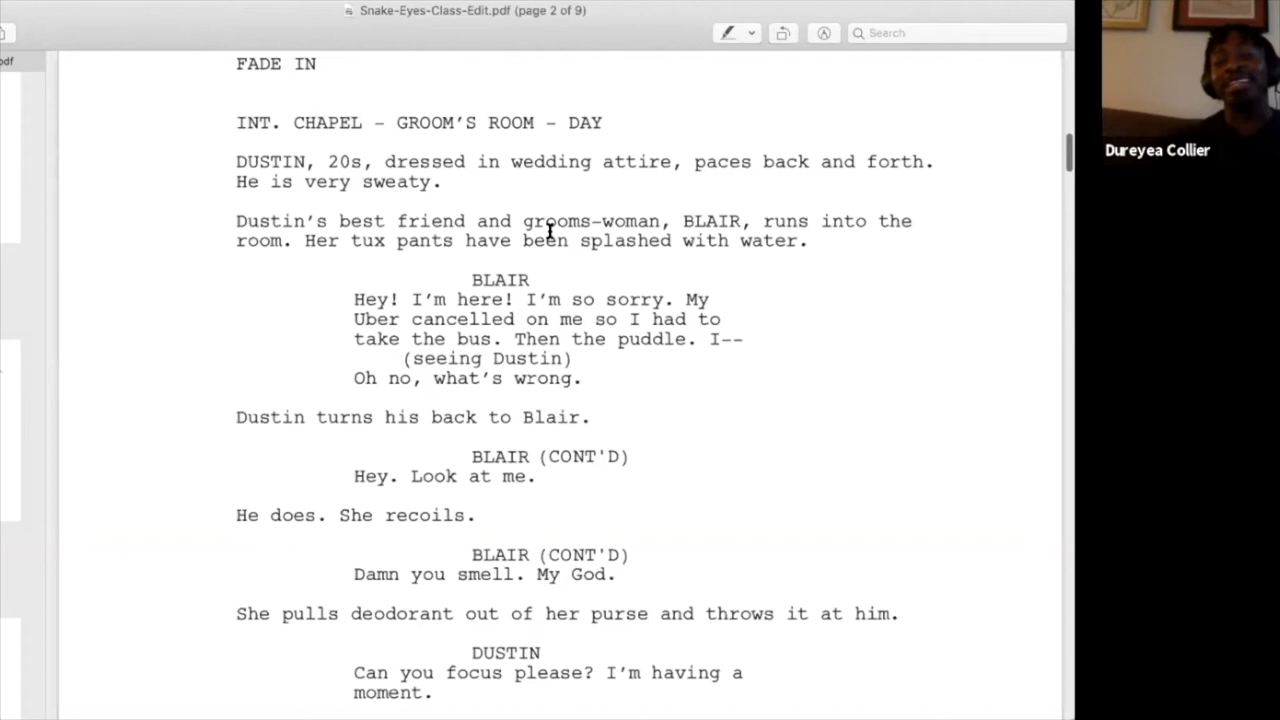 Snake-Eyes-Class-Edit.pdf (page 2 of 9)
Search
pdf
FADE IN
INT. CHAPEL – GROOM'S ROOM – DAY
DUSTIN, 20s, dressed in wedding attire, paces back and forth.
He is very sweaty.
Dustin's best friend and grooms-woman, BLAIR, runs into the
room. Her tux pants have been splashed with water.
BLAIR
Hey! I'm here! I'm so sorry. My
Uber cancelled on me so I had to
take the bus. Then the puddle. I--
(seeing Dustin)
Oh no, what's wrong.
Dustin turns his back to Blair.
BLAIR (CONT'D)
Hey. Look at me.
He does. She recoils.
BLAIR (CONT'D)
Damn you smell. My God.
She pulls deodorant out of her purse and throws it at him.
DUSTIN
Can you focus please? I'm having a
moment.
Dureyea Collier